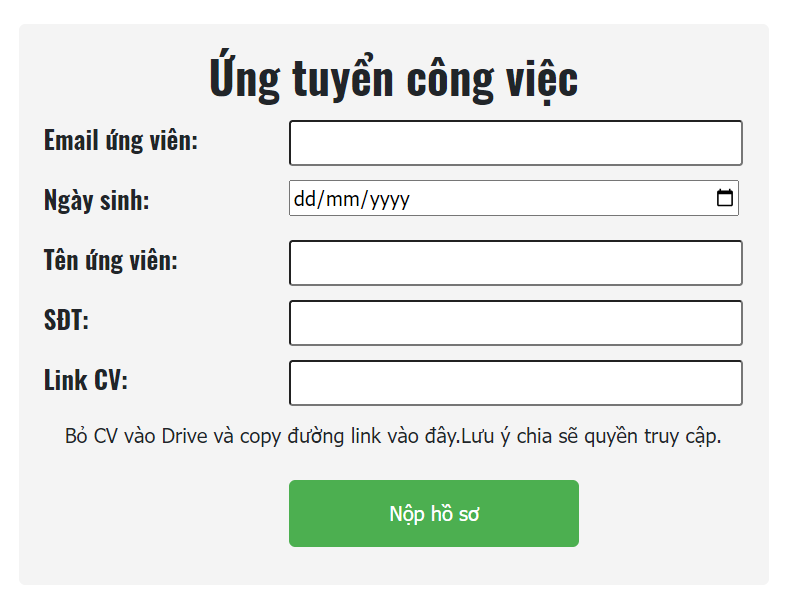 Ứng tuyển công việc
Email ứng viên:
Ngày sinh:
dd/mm/yyyy
Tên ứng viên:
SĐT:
Link CV:
Bỏ CV vào Drive và copy đường link vào đây.Lưu ý chia sẽ quyền truy cập.
Nộp hồ sơ